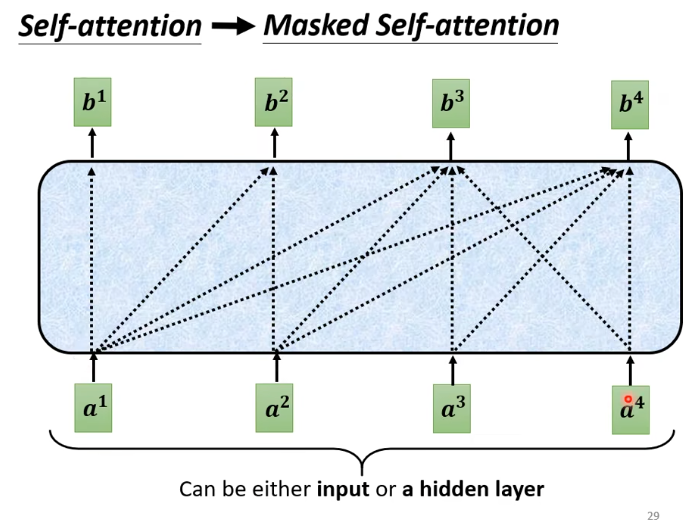 Self-attention → Masked Self-attention
b¹ b² b³ b⁴
a¹ a² a³ a⁴
Can be either input or a hidden layer
29